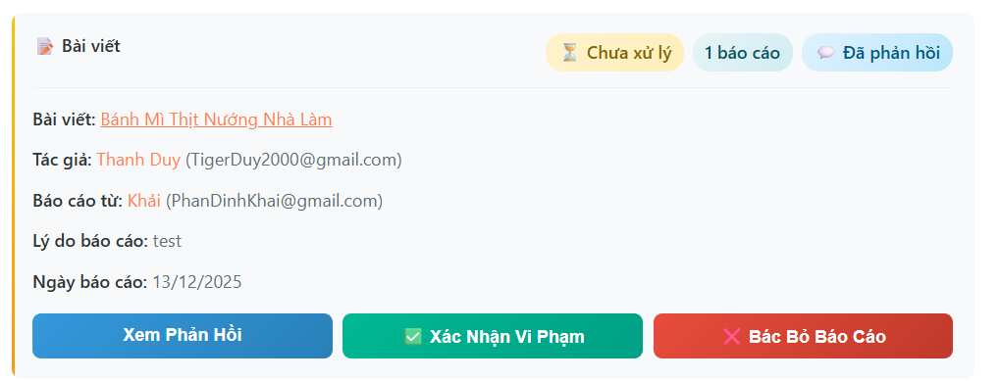 📝 Bài viết
⏳ Chưa xử lý
1 báo cáo
💬 Đã phản hồi
Bài viết: Bánh Mì Thịt Nướng Nhà Làm
Tác giả: Thanh Duy (TigerDuy2000@gmail.com)
Báo cáo từ: Khải (PhanDinhKhai@gmail.com)
Lý do báo cáo: test
Ngày báo cáo: 13/12/2025
Xem Phản Hồi
✅ Xác Nhận Vi Phạm
❌ Bác Bỏ Báo Cáo